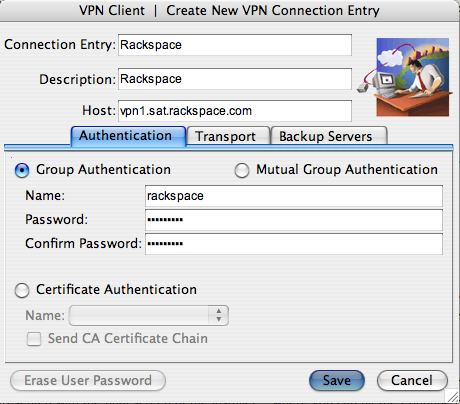 VPN Client | Create New VPN Connection Entry
Connection Entry: Rackspace
Description: Rackspace
Host: vpn1.sat.rackspace.com
Authentication Transport Backup Servers
Group Authentication Mutual Group Authentication
Name: rackspace
Password: •••••••••
Confirm Password: •••••••••
Certificate Authentication
Name:
Send CA Certificate Chain
Erase User Password Save Cancel